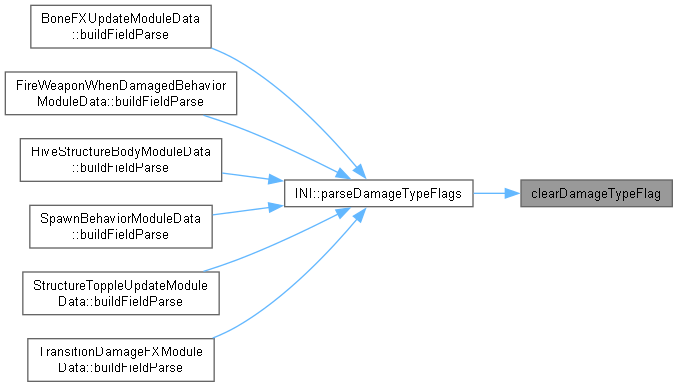 BoneFXUpdateModuleData
::buildFieldParse
FireWeaponWhenDamagedBehavior
ModuleData::buildFieldParse
HiveStructureBodyModuleData
::buildFieldParse
INI::parseDamageTypeFlags
clearDamageTypeFlag
SpawnBehaviorModuleData
::buildFieldParse
StructureToppleUpdateModule
Data::buildFieldParse
TransitionDamageFXModule
Data::buildFieldParse